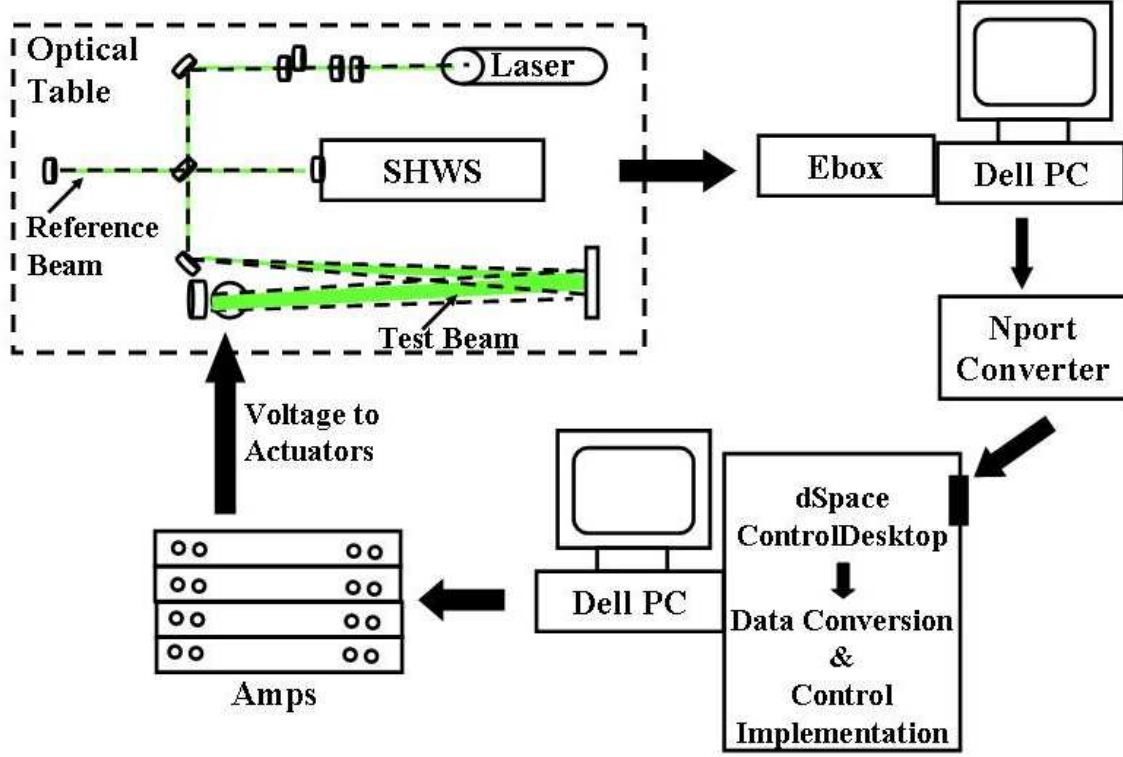 Optical
Table
Laser
SHWS
Reference
Beam
Test Beam
Ebox
Dell PC
Nport
Converter
dSpace
ControlDesktop
Data Conversion
&
Control
Implementation
Dell PC
Voltage to
Actuators
Amps